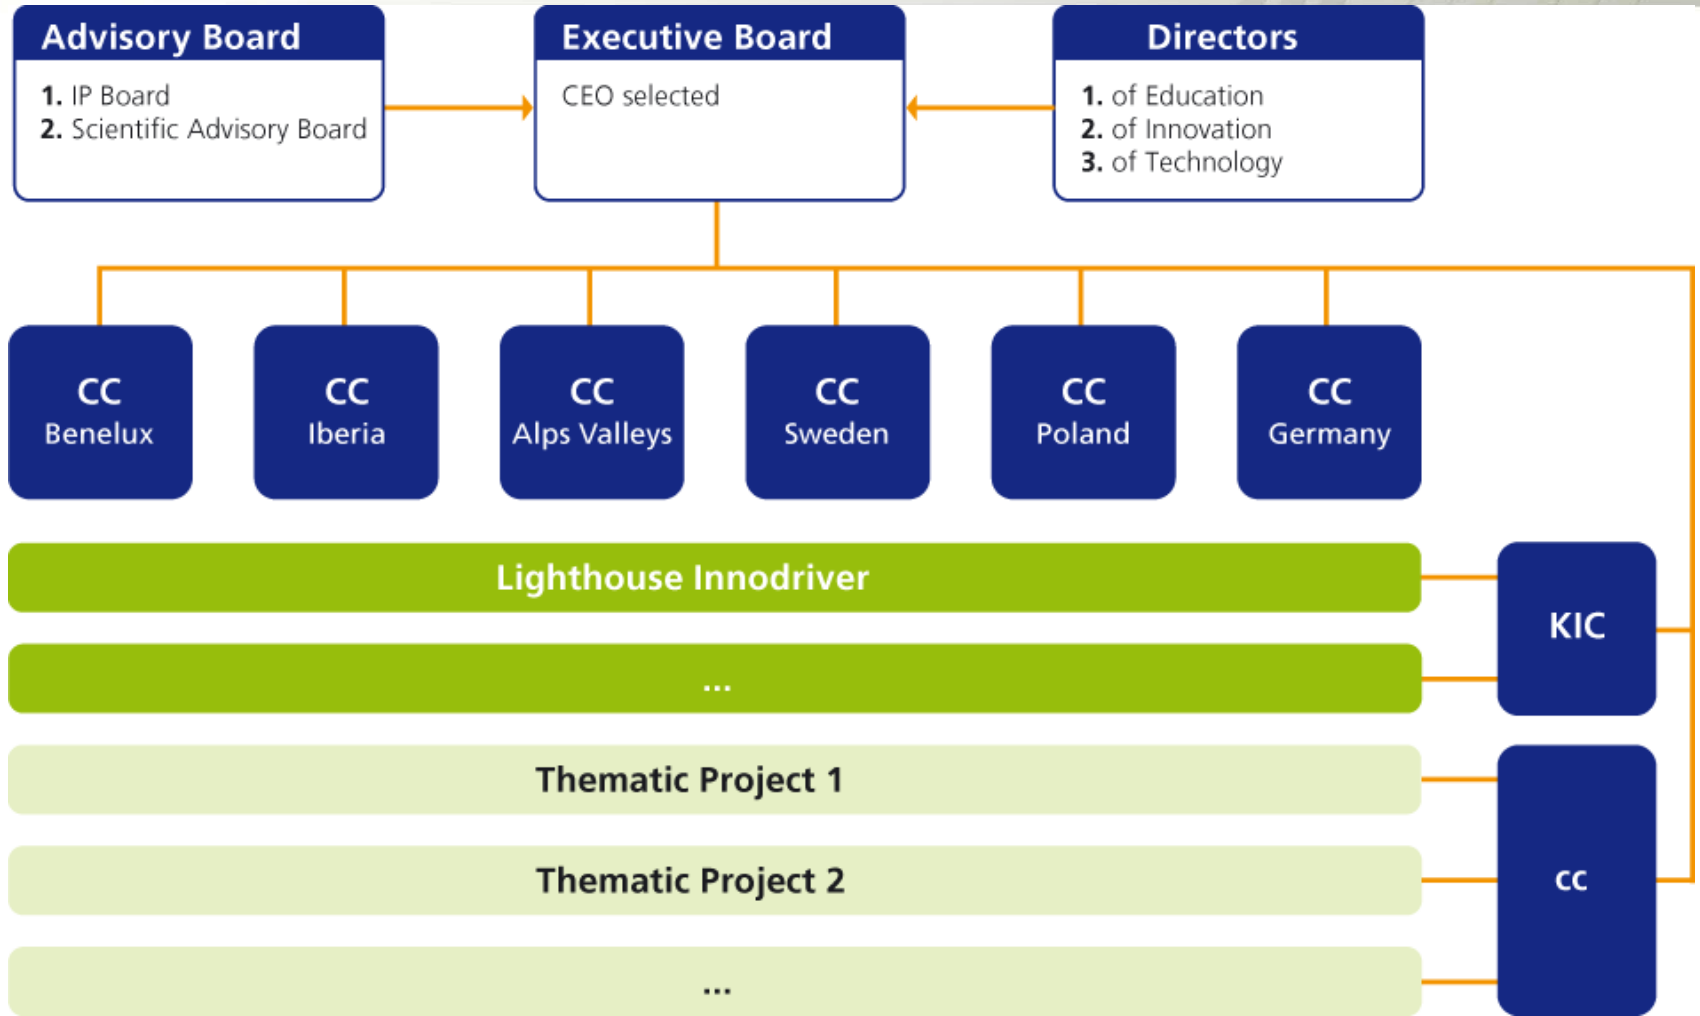 Advisory Board
1. IP Board
2. Scientific Advisory Board
Executive Board
CEO selected
Directors
1. of Education
2. of Innovation
3. of Technology
CC
Benelux
CC
Iberia
CC
Alps Valleys
CC
Sweden
CC
Poland
CC
Germany
Lighthouse Innodriver
...
KIC
Thematic Project 1
Thematic Project 2
...
cc